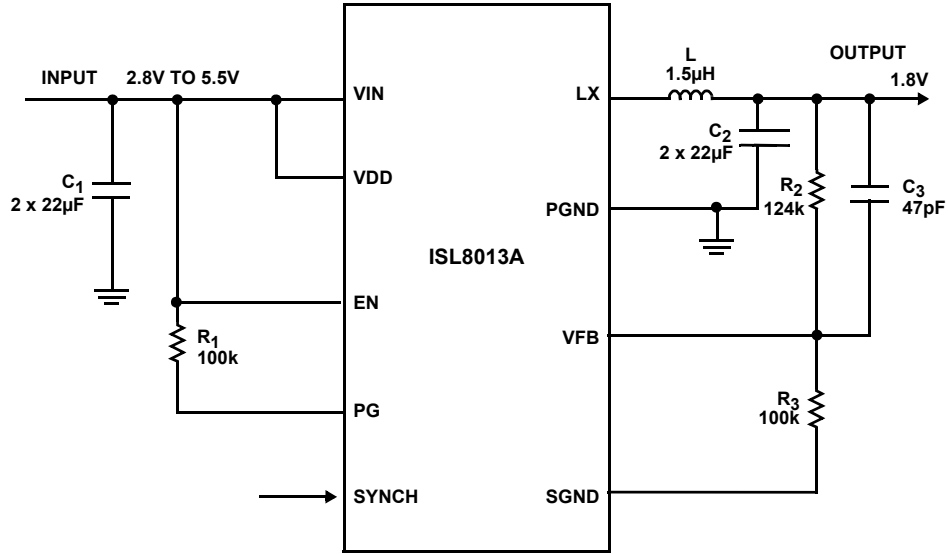 INPUT 2.8V TO 5.5V
C1
2 x 22µF
R1
100k
VIN
VDD
EN
PG
SYNCH
ISL8013A
LX
PGND
VFB
SGND
L
1.5µH
OUTPUT
1.8V
C2
2 x 22µF
R2
124k
C3
47pF
R3
100k